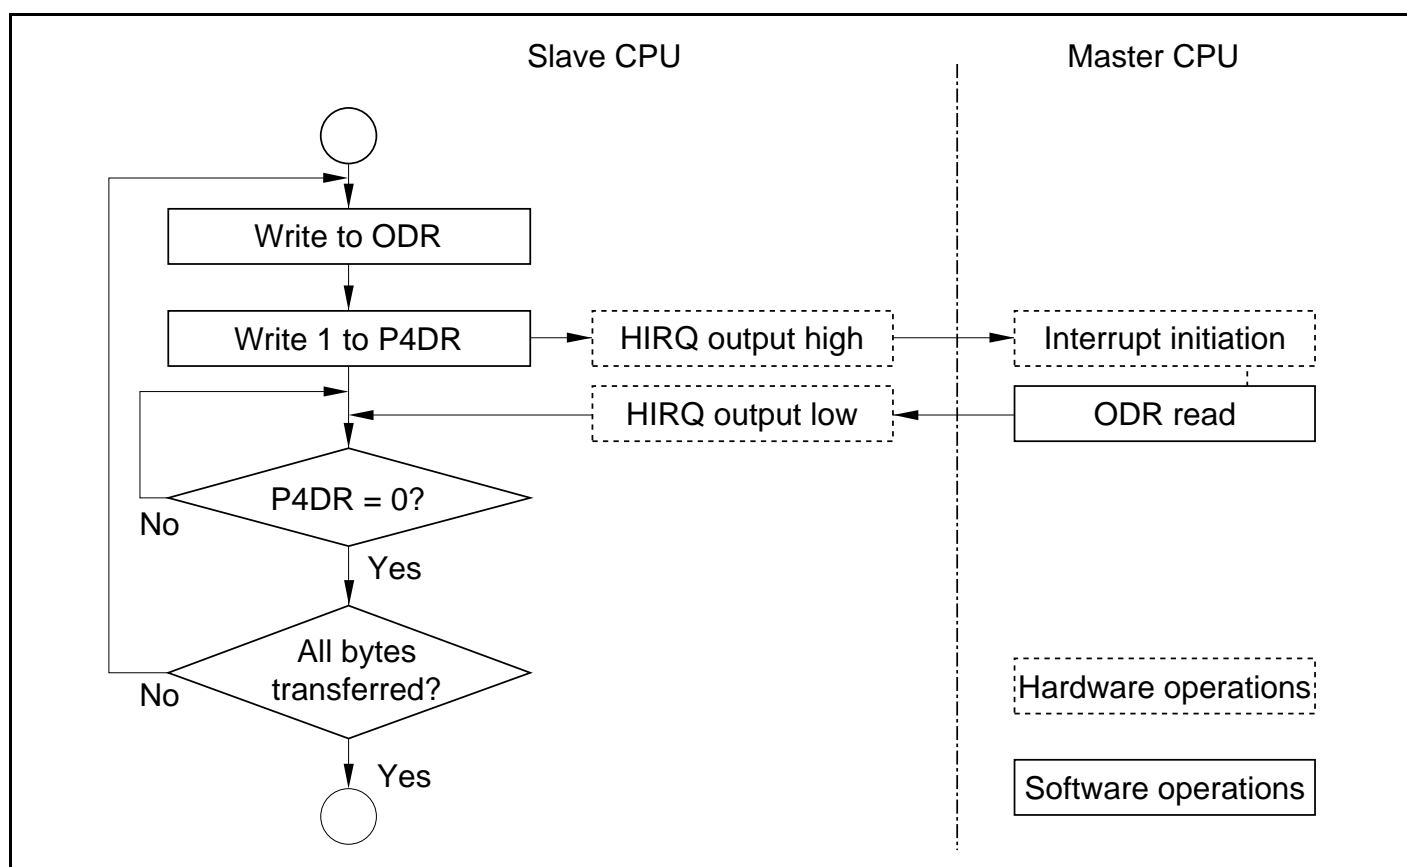 Slave CPU
Master CPU
Write to ODR
Write 1 to P4DR
HIRQ output high
Interrupt initiation
HIRQ output low
ODR read
P4DR = 0?
No
Yes
All bytes
transferred?
No
Yes
Hardware operations
Software operations